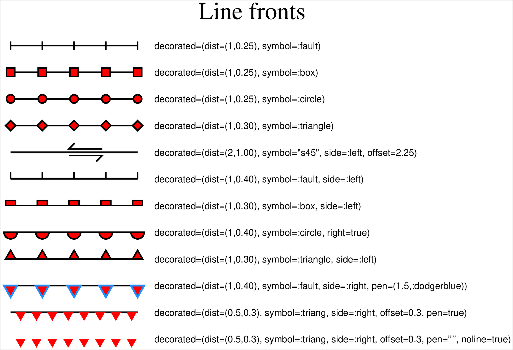 Line fronts
decorated=(dist=(1,0.25), symbol=:fault)
decorated=(dist=(1,0.25), symbol=:box)
decorated=(dist=(1,0.25), symbol=:circle)
decorated=(dist=(1,0.30), symbol=:triangle)
decorated=(dist=(2,1.00), symbol="s45", side=:left, offset=2.25)
decorated=(dist=(1,0.40), symbol=:fault, side=:left)
decorated=(dist=(1,0.30), symbol=:box, side=:left)
decorated=(dist=(1,0.40), symbol=:circle, right=true)
decorated=(dist=(1,0.30), symbol=:triangle, side=:left)
decorated=(dist=(1,0.40), symbol=:fault, side=:right, pen=(1.5,:dodgerblue))
decorated=(dist=(0.5,0.3), symbol=:triang, side=:right, offset=0.3, pen=true)
decorated=(dist=(0.5,0.3), symbol=:triang, side=:right, offset=0.3, pen="", noline=true)